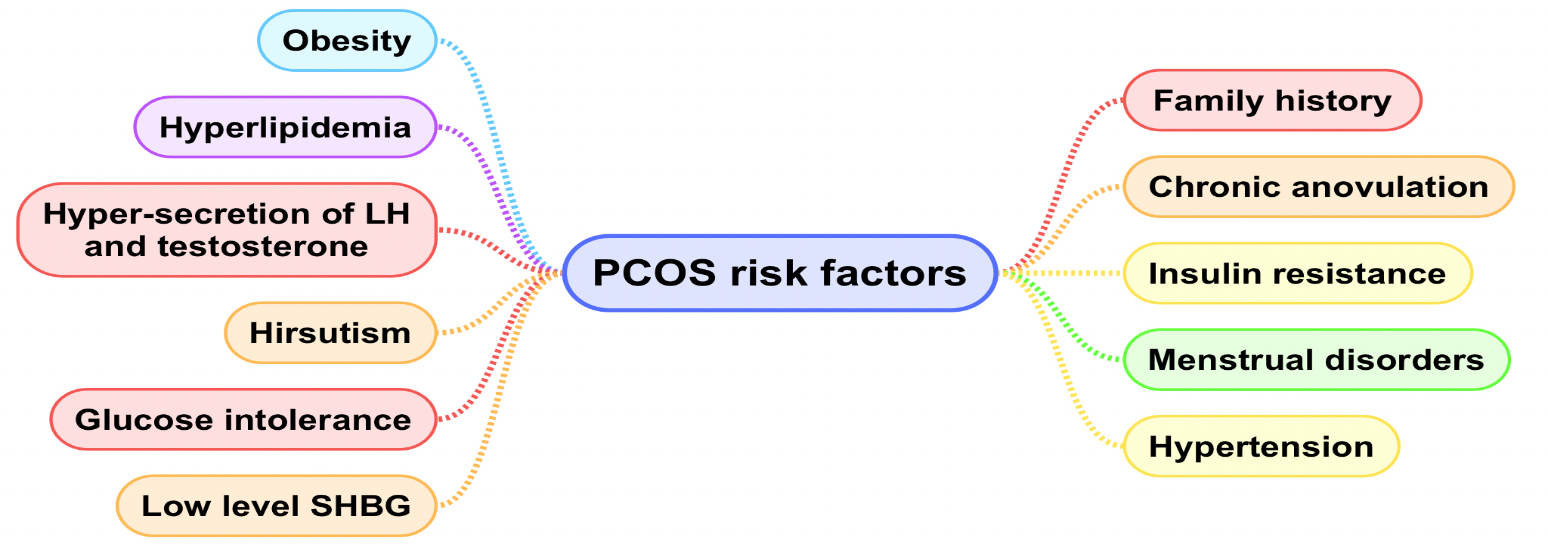 Obesity
Hyperlipidemia
Hyper-secretion of LH
and testosterone
Hirsutism
Glucose intolerance
Low level SHBG
PCOS risk factors
Family history
Chronic anovulation
Insulin resistance
Menstrual disorders
Hypertension